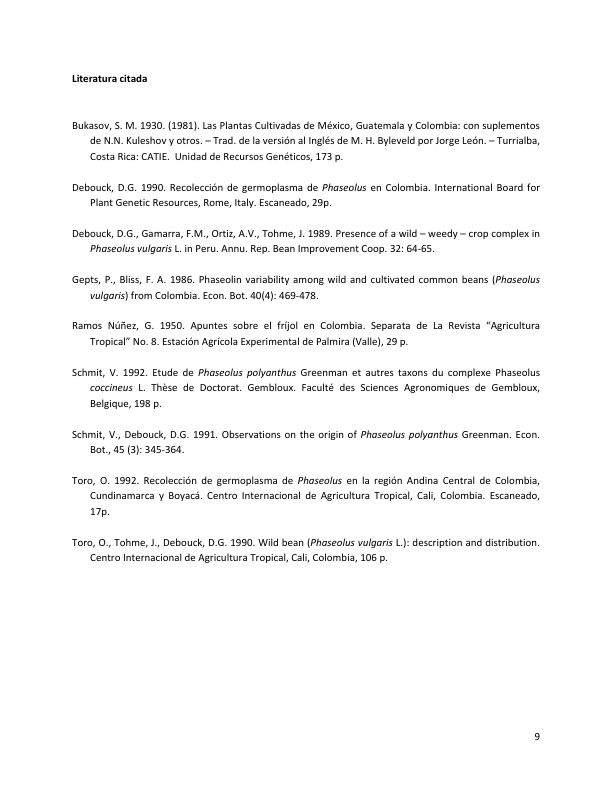 Literatura citada
Bukasov, S. M. 1930. (1981). Las Plantas Cultivadas de México, Guatemala y Colombia: con suplementos
de N.N. Kuleshov y otros. – Trad. de la versión al Inglés de M. H. Byleveld por Jorge León. – Turrialba,
Costa Rica: CATIE.  Unidad de Recursos Genéticos, 173 p.
Debouck, D.G. 1990. Recolección de germoplasma de Phaseolus en Colombia. International Board for
Plant Genetic Resources, Rome, Italy. Escaneado, 29p.
Debouck, D.G., Gamarra, F.M., Ortiz, A.V., Tohme, J. 1989. Presence of a wild – weedy – crop complex in
Phaseolus vulgaris L. in Peru. Annu. Rep. Bean Improvement Coop. 32: 64-65.
Gepts, P., Bliss, F. A. 1986. Phaseolin variability among wild and cultivated common beans (Phaseolus
vulgaris) from Colombia. Econ. Bot. 40(4): 469-478.
Ramos Núñez, G. 1950. Apuntes sobre el fríjol en Colombia. Separata de La Revista “Agricultura
Tropical” No. 8. Estación Agrícola Experimental de Palmira (Valle), 29 p.
Schmit, V. 1992. Etude de Phaseolus polyanthus Greenman et autres taxons du complexe Phaseolus
coccineus L. Thèse de Doctorat. Gembloux. Faculté des Sciences Agronomiques de Gembloux,
Belgique, 198 p.
Schmit, V., Debouck, D.G. 1991. Observations on the origin of Phaseolus polyanthus Greenman. Econ.
Bot., 45 (3): 345-364.
Toro, O. 1992. Recolección de germoplasma de Phaseolus en la región Andina Central de Colombia,
Cundinamarca y Boyacá. Centro Internacional de Agricultura Tropical, Cali, Colombia. Escaneado,
17p.
Toro, O., Tohme, J., Debouck, D.G. 1990. Wild bean (Phaseolus vulgaris L.): description and distribution.
Centro Internacional de Agricultura Tropical, Cali, Colombia, 106 p.
9